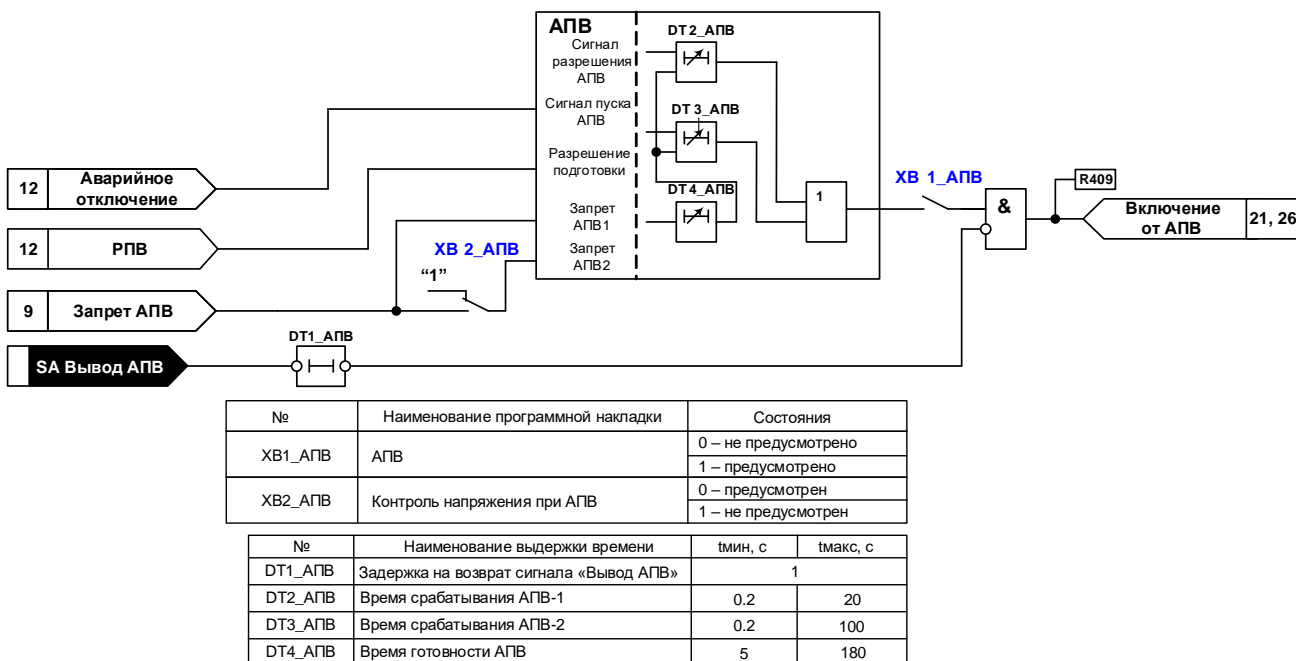 АПВ
Сигнал
разрешения
АПВ
Сигнал пуска
АПВ
Разрешение
подготовки
Запрет
АПВ1
Запрет
АПВ2
DT2_АПВ
DT 3_АПВ
DT 4_АПВ
1
12 Аварийное
отключение
12 РПВ
9 Запрет АПВ
SA Вывод АПВ
XB 2_АПВ
“1”
DT1_АПВ
XB 1_АПВ
&
R409
Включение
от АПВ
21, 26
№ Наименование программной накладки Состояния
XB1_АПВ АПВ 0 – не предусмотрено
1 – предусмотрено
XB2_АПВ Контроль напряжения при АПВ 0 – предусмотрен
1 – не предусмотрен
№ Наименование выдержки времени tмин, с tмакс, с
DT1_АПВ Задержка на возврат сигнала «Вывод АПВ» 1
DT2_АПВ Время срабатывания АПВ-1 0.2 20
DT3_АПВ Время срабатывания АПВ-2 0.2 100
DT4_АПВ Время готовности АПВ 5 180